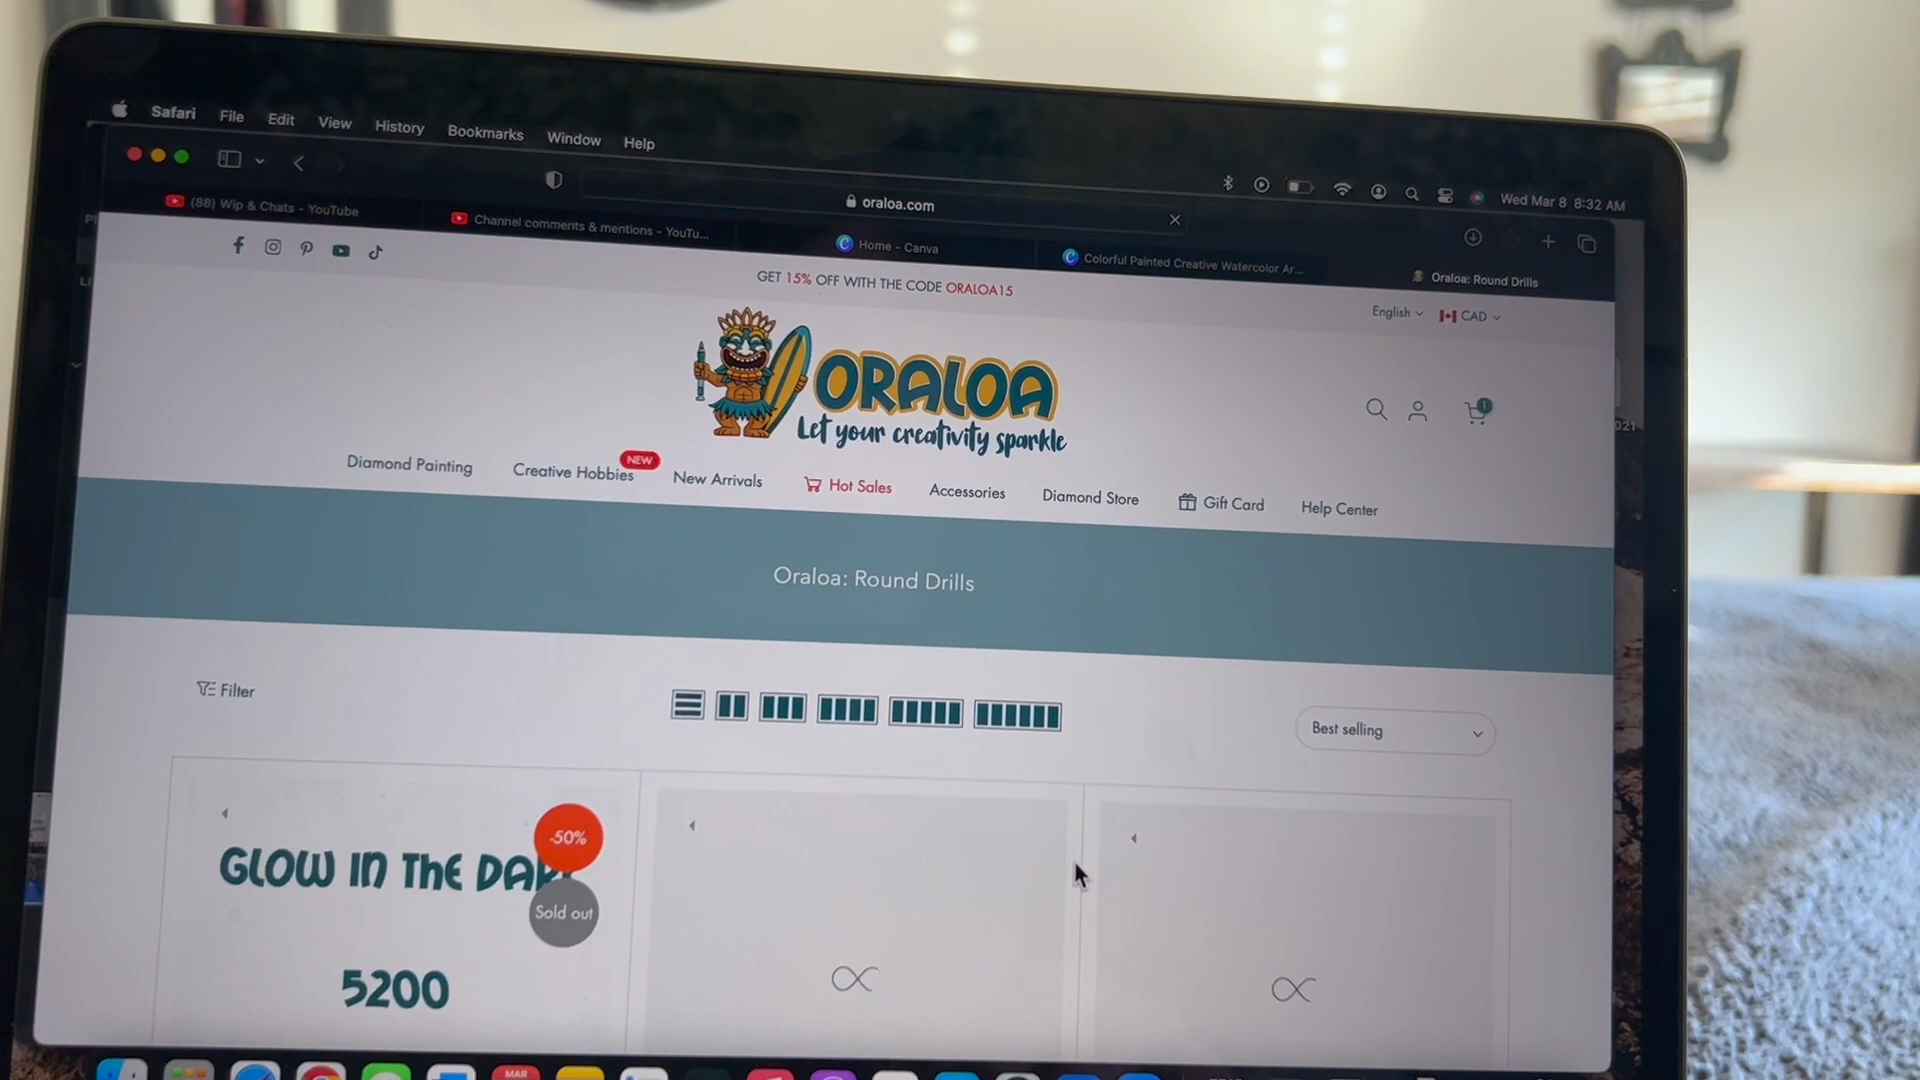 Safari File Edit View History Bookmarks Window Help
Wed Mar 8 8:32 AM
oraloa.com
(88) Wip & Chats - YouTube
Channel comments & mentions - YouTu...
Home - Canva
Colorful Painted Creative Watercolor Ar...
Oraloa: Round Drills
GET 15% OFF WITH THE CODE ORALOA15
English
CAD
ORALOA
Let your creativity sparkle
1
021
Diamond Painting
Creative Hobbies
NEW
New Arrivals
Hot Sales
Accessories
Diamond Store
Gift Card
Help Center
Oraloa: Round Drills
Filter
Best selling
-50%
GLOW IN THE DARK
Sold out
5200
MAR